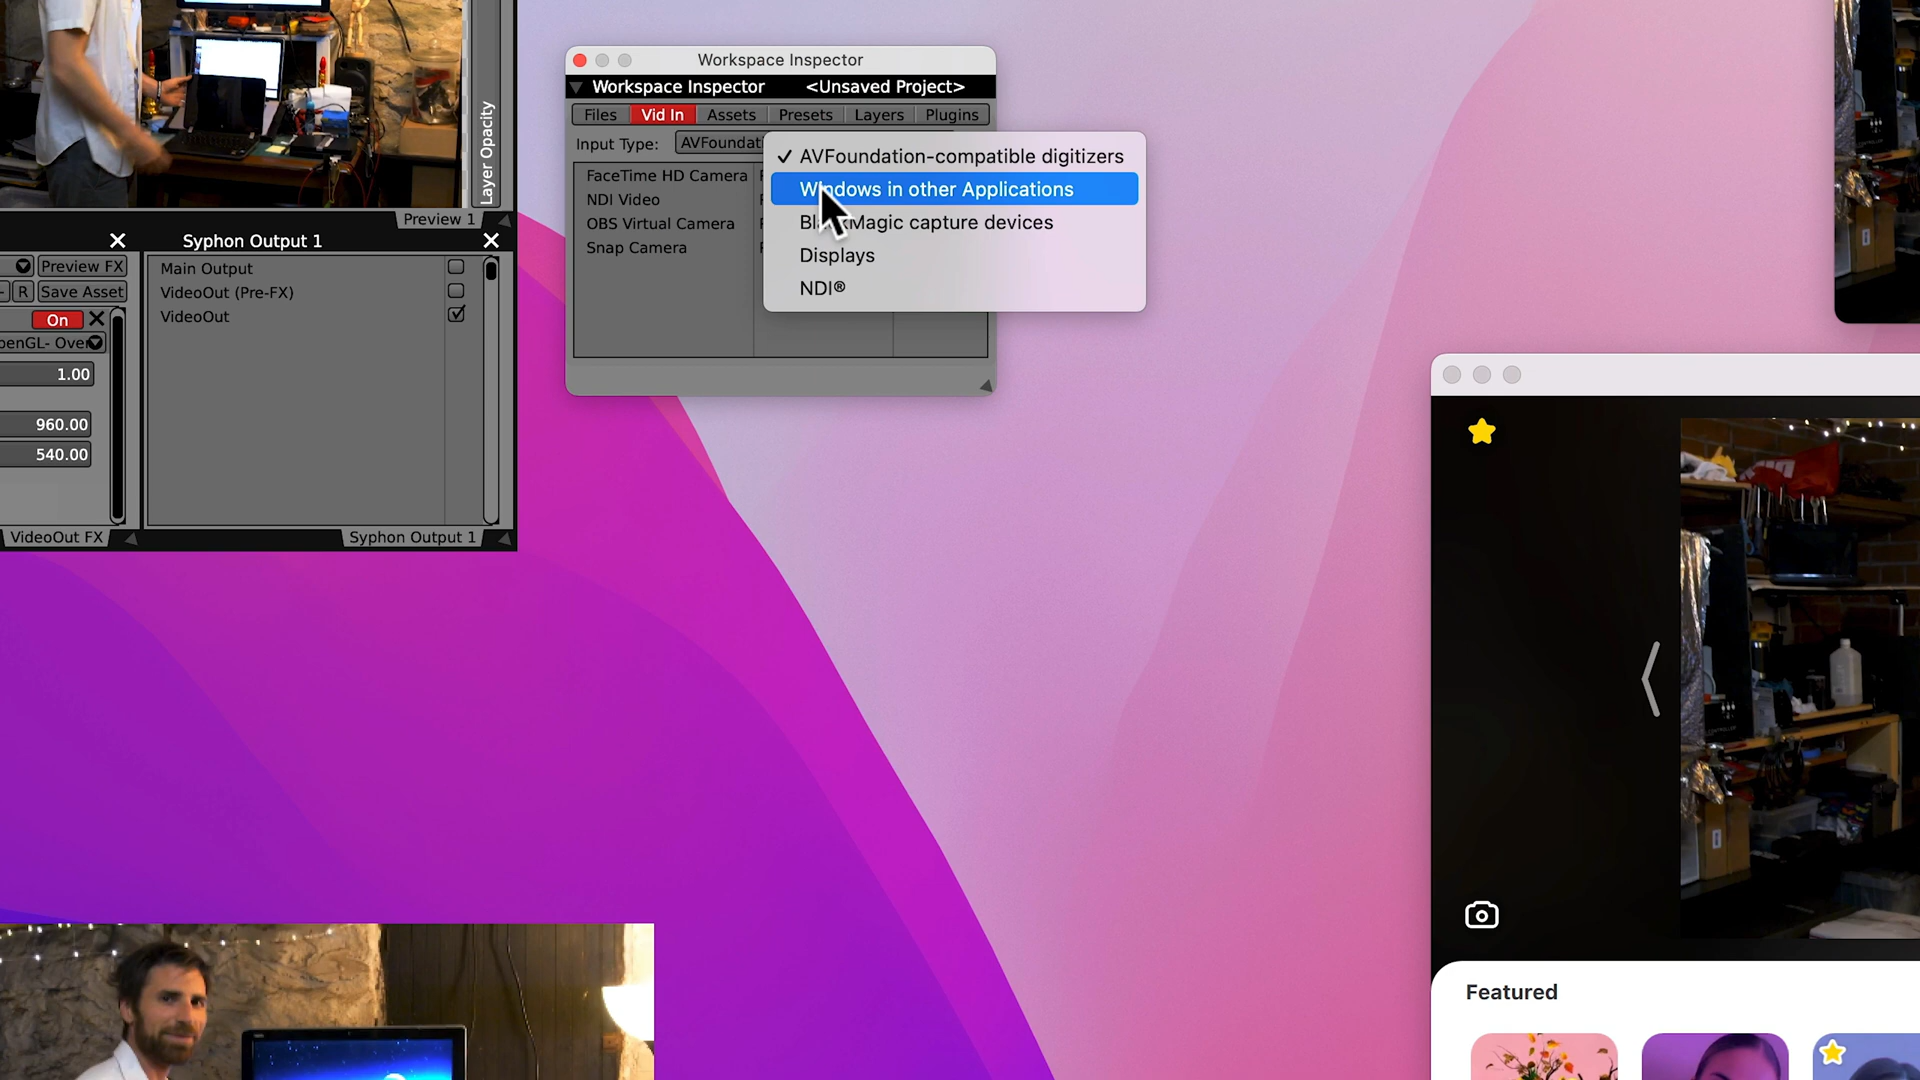 Layer Opacity
Preview 1
Syphon Output 1
Preview FX
R
Save Asset
On
penGL- Over
1.00
960.00
540.00
Main Output
VideoOut (Pre-FX)
VideoOut
VideoOut FX
Syphon Output 1
Workspace Inspector
Workspace Inspector <Unsaved Project>
Files Vid In Assets Presets Layers Plugins
Input Type: AVFoundat
FaceTime HD Camera
NDI Video
OBS Virtual Camera
Snap Camera
✓ AVFoundation-compatible digitizers
Windows in other Applications
BlackMagic capture devices
Displays
NDI®
Featured